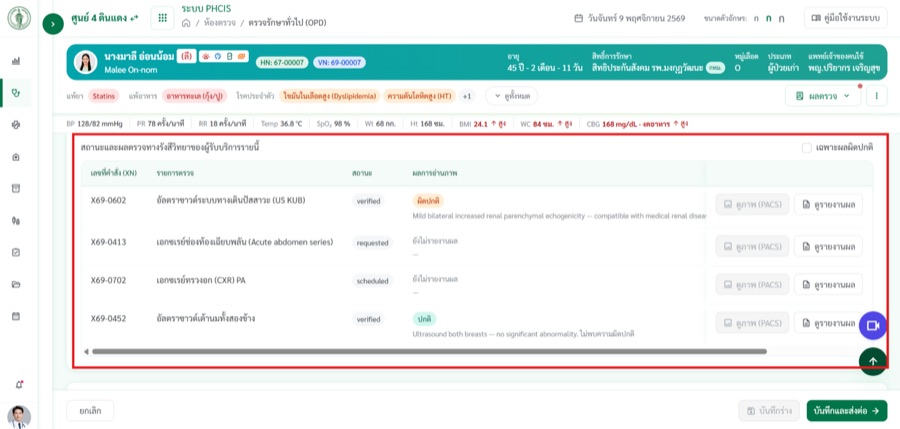 ศูนย์ 4 ดินแดง
ระบบ PHCIS
ห้องตรวจ / ตรวจรักษาทั่วไป (OPD)
วันจันทร์ 9 พฤศจิกายน 2569
ขนาดตัวอักษร: ก ก ก
คู่มือใช้งานระบบ
นางมาลี อ่อนน้อม (สี)
Malee On-nom
HN: 67-00007
VN: 69-00007
อายุ
45 ปี - 2 เดือน - 11 วัน
สิทธิ์การรักษา
สิทธิประกันสังคม รพ.มงกุฎวัฒนะ
หมู่เลือด
O
ประเภท
ผู้ป่วยเก่า
แพทย์เจ้าของคนไข้
พญ.ปริยากร เจริญสุข
แพ้ยา Statins แพ้อาหาร อาหารทะเล (กุ้ง/ปู) โรคประจำตัว ไขมันในเลือดสูง (Dyslipidemia) ความดันโลหิตสูง (HT) +1 ดูทั้งหมด
ผลตรวจ
BP 128/82 mmHg PR 78 ครั้ง/นาที RR 18 ครั้ง/นาที Temp 36.8 °C SpO₂ 98 % Wt 68 กก. Ht 168 ซม. BMI 24.1 ↑ สูง WC 84 ซม. ↑ สูง CBG 168 mg/dL - งดอาหาร ↑ สูง
สถานะและผลตรวจทางรังสีวิทยาของผู้รับบริการรายนี้
เฉพาะผลผิดปกติ
เลขที่คำสั่ง (XN) รายการตรวจ สถานะ ผลการอ่านภาพ
X69-0602 อัลตราซาวด์ระบบทางเดินปัสสาวะ (US KUB) verified ผิดปกติ ดูภาพ (PACS) ดูรายงานผล
Mild bilateral increased renal parenchymal echogenicity — compatible with medical renal disea
X69-0413 เอกซเรย์ช่องท้องเฉียบพลัน (Acute abdomen series) requested ยังไม่รายงานผล ดูภาพ (PACS) ดูรายงานผล
—
X69-0702 เอกซเรย์ทรวงอก (CXR) PA scheduled ยังไม่รายงานผล ดูภาพ (PACS) ดูรายงานผล
—
X69-0452 อัลตราซาวด์เต้านมทั้งสองข้าง verified ปกติ ดูภาพ (PACS) ดูรายงานผล
Ultrasound both breasts — no significant abnormality. ไม่พบความผิดปกติ
ยกเลิก
บันทึกร่าง
บันทึกและส่งต่อ →